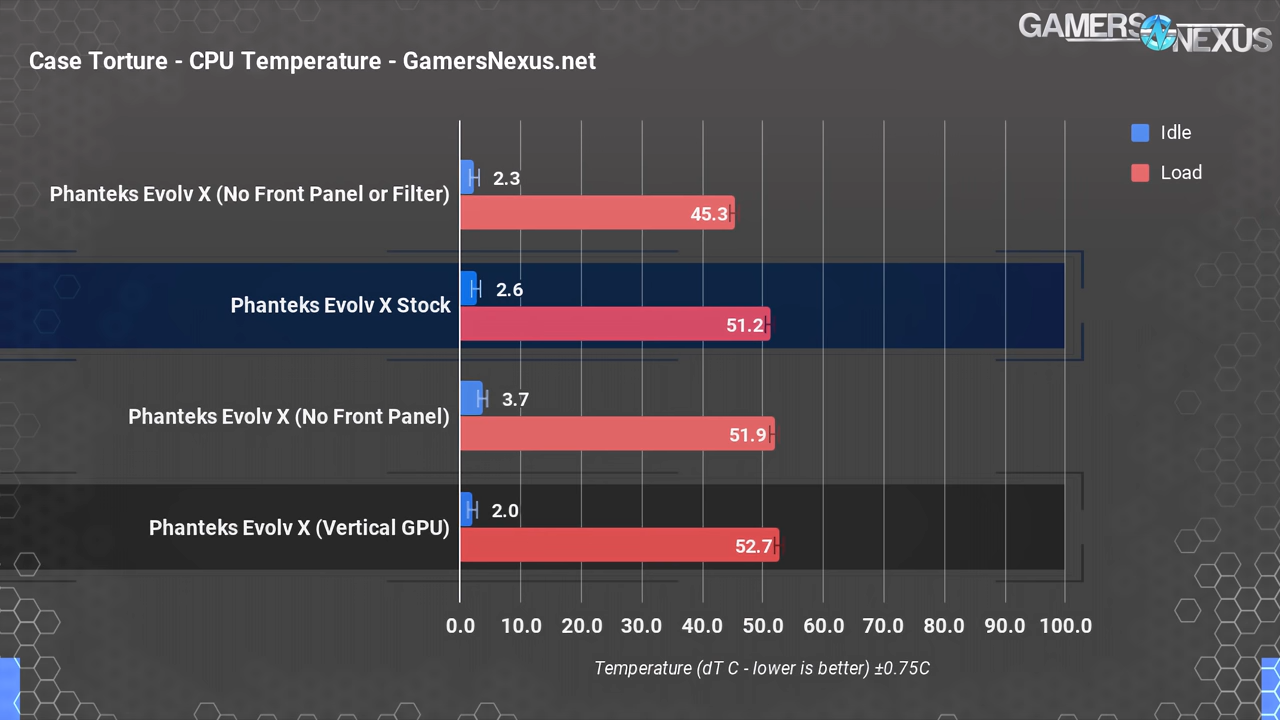 GAMERS NEXUS
Case Torture - CPU Temperature - GamersNexus.net
Idle
Load
Phanteks Evolv X (No Front Panel or Filter)
2.3
45.3
Phanteks Evolv X Stock
2.6
51.2
Phanteks Evolv X (No Front Panel)
3.7
51.9
Phanteks Evolv X (Vertical GPU)
2.0
52.7
0.0 10.0 20.0 30.0 40.0 50.0 60.0 70.0 80.0 90.0 100.0
Temperature (dT C - lower is better) ±0.75C